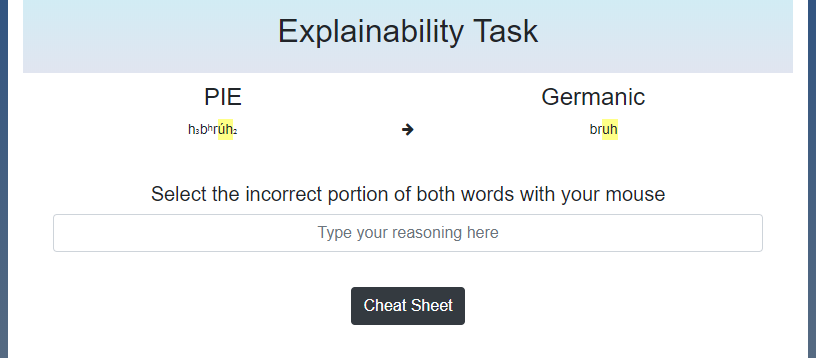 Explainability Task
PIE Germanic
h₃bʰrúh₂ → bruh
Select the incorrect portion of both words with your mouse
Type your reasoning here
Cheat Sheet